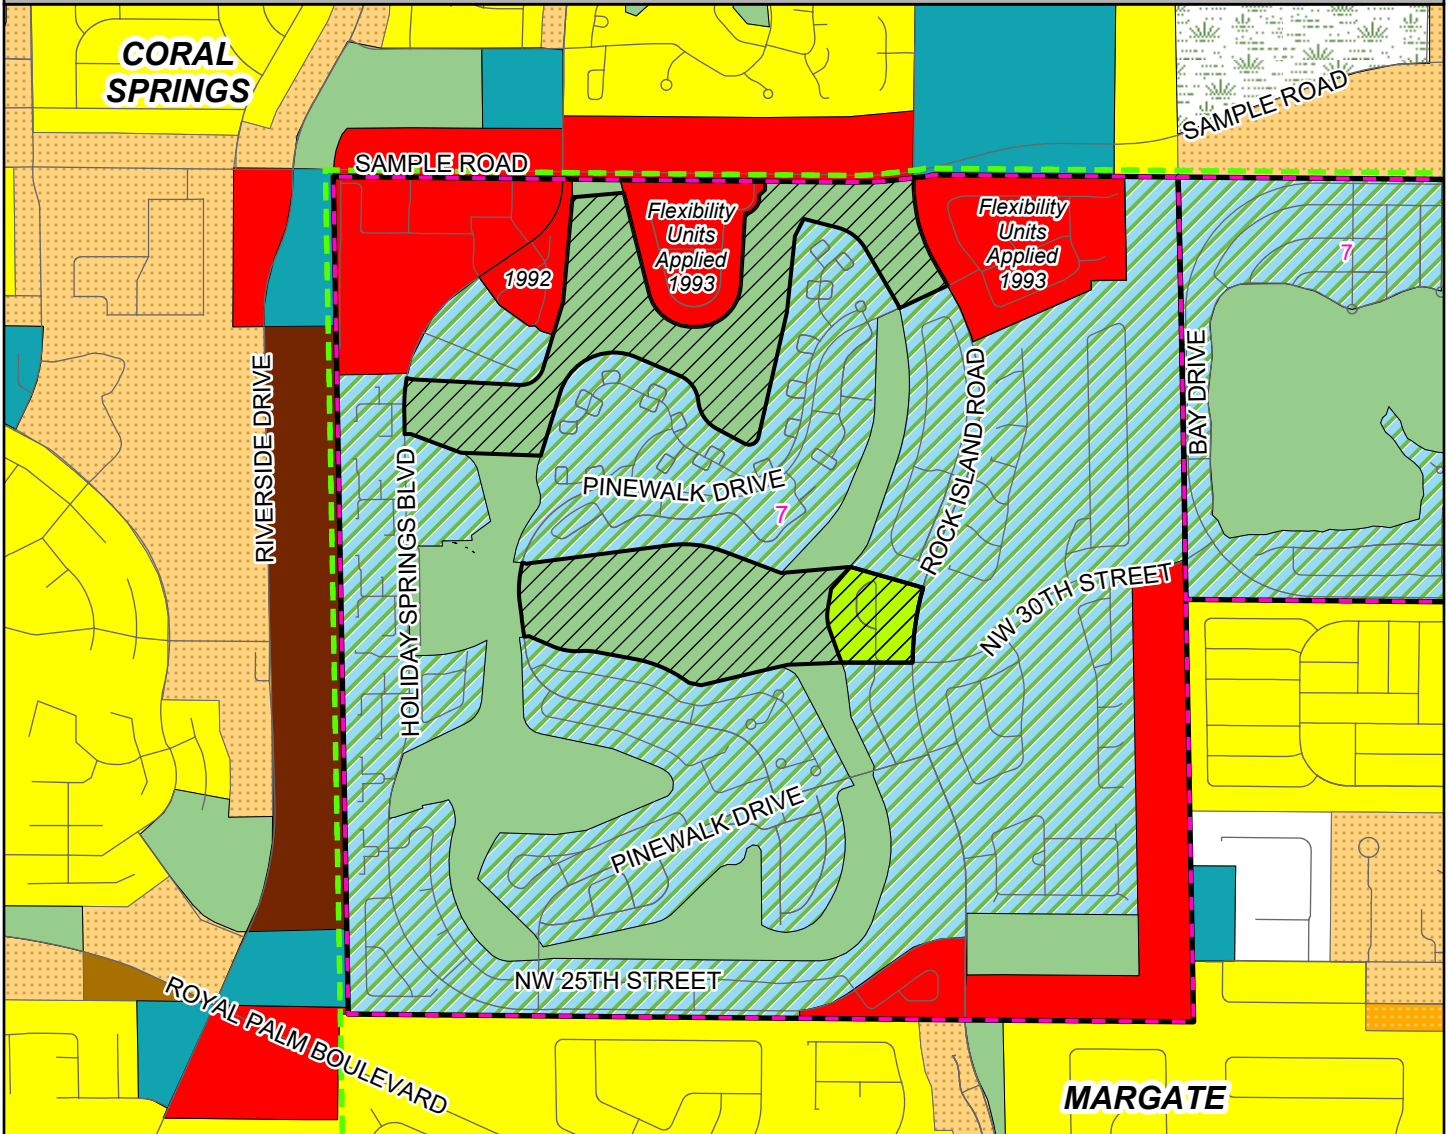 CORAL
SPRINGS
SAMPLE ROAD
SAMPLE ROAD
Flexibility
Units
Applied
1993
Flexibility
Units
Applied
1993
1992
7
RIVERSIDE DRIVE
HOLIDAY SPRINGS BLVD
PINEWALK DRIVE
7
ROCK ISLAND ROAD
BAY DRIVE
NW 30TH STREET
PINEWALK DRIVE
NW 25TH STREET
ROYAL PALM BOULEVARD
MARGATE